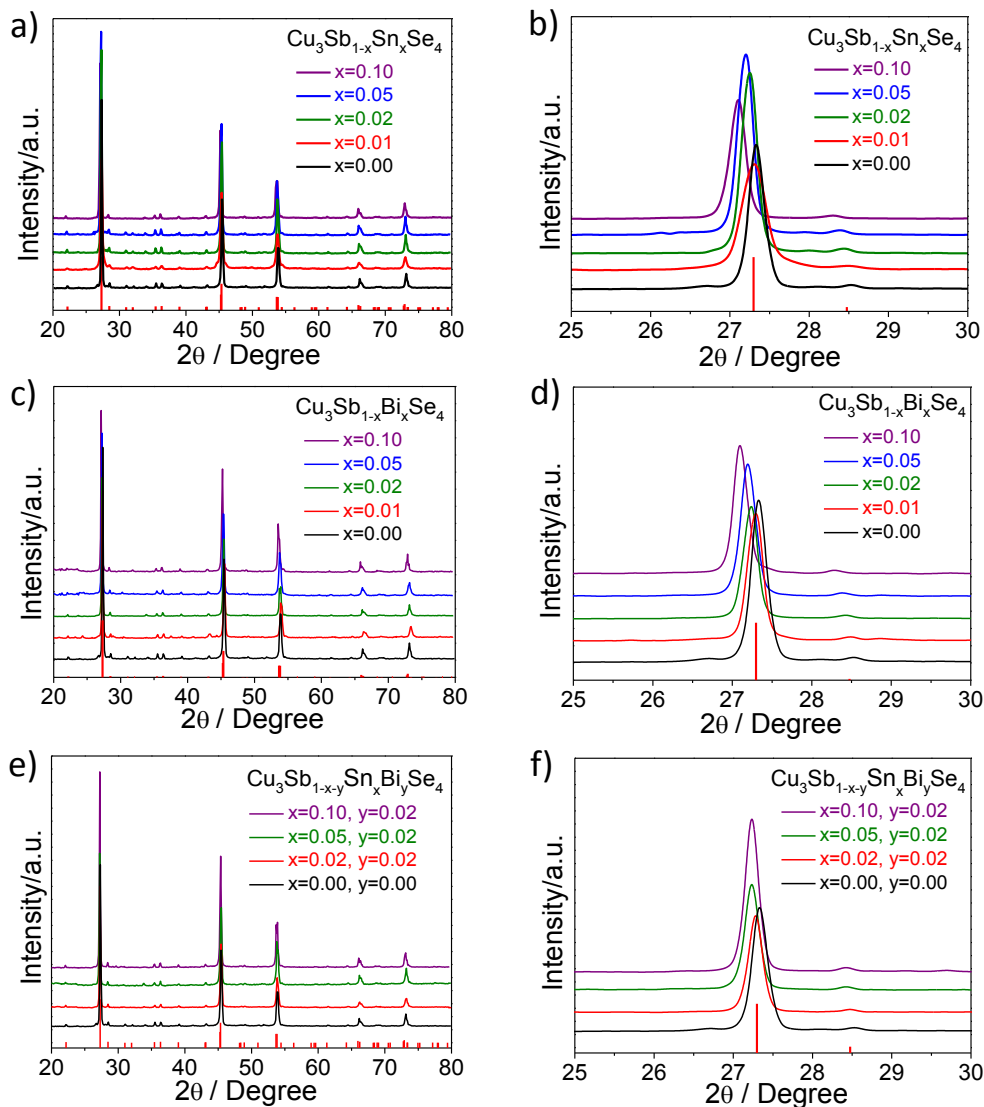 a)
Cu₃Sb₁₋ₓSnₓSe₄
x=0.10
x=0.05
x=0.02
x=0.01
x=0.00
Intensity/a.u.
20 30 40 50 60 70 80
2θ / Degree
b)
Cu₃Sb₁₋ₓSnₓSe₄
x=0.10
x=0.05
x=0.02
x=0.01
x=0.00
Intensity/a.u.
25 26 27 28 29 30
2θ / Degree
c)
Cu₃Sb₁₋ₓBiₓSe₄
x=0.10
x=0.05
x=0.02
x=0.01
x=0.00
Intensity/a.u.
20 30 40 50 60 70 80
2θ / Degree
d)
Cu₃Sb₁₋ₓBiₓSe₄
x=0.10
x=0.05
x=0.02
x=0.01
x=0.00
Intensity/a.u.
25 26 27 28 29 30
2θ / Degree
e)
Cu₃Sb₁₋ₓ₋ySnₓBiySe₄
x=0.10, y=0.02
x=0.05, y=0.02
x=0.02, y=0.02
x=0.00, y=0.00
Intensity/a.u.
20 30 40 50 60 70 80
2θ / Degree
f)
Cu₃Sb₁₋ₓ₋ySnₓBiySe₄
x=0.10, y=0.02
x=0.05, y=0.02
x=0.02, y=0.02
x=0.00, y=0.00
Intensity/a.u.
25 26 27 28 29 30
2θ / Degree